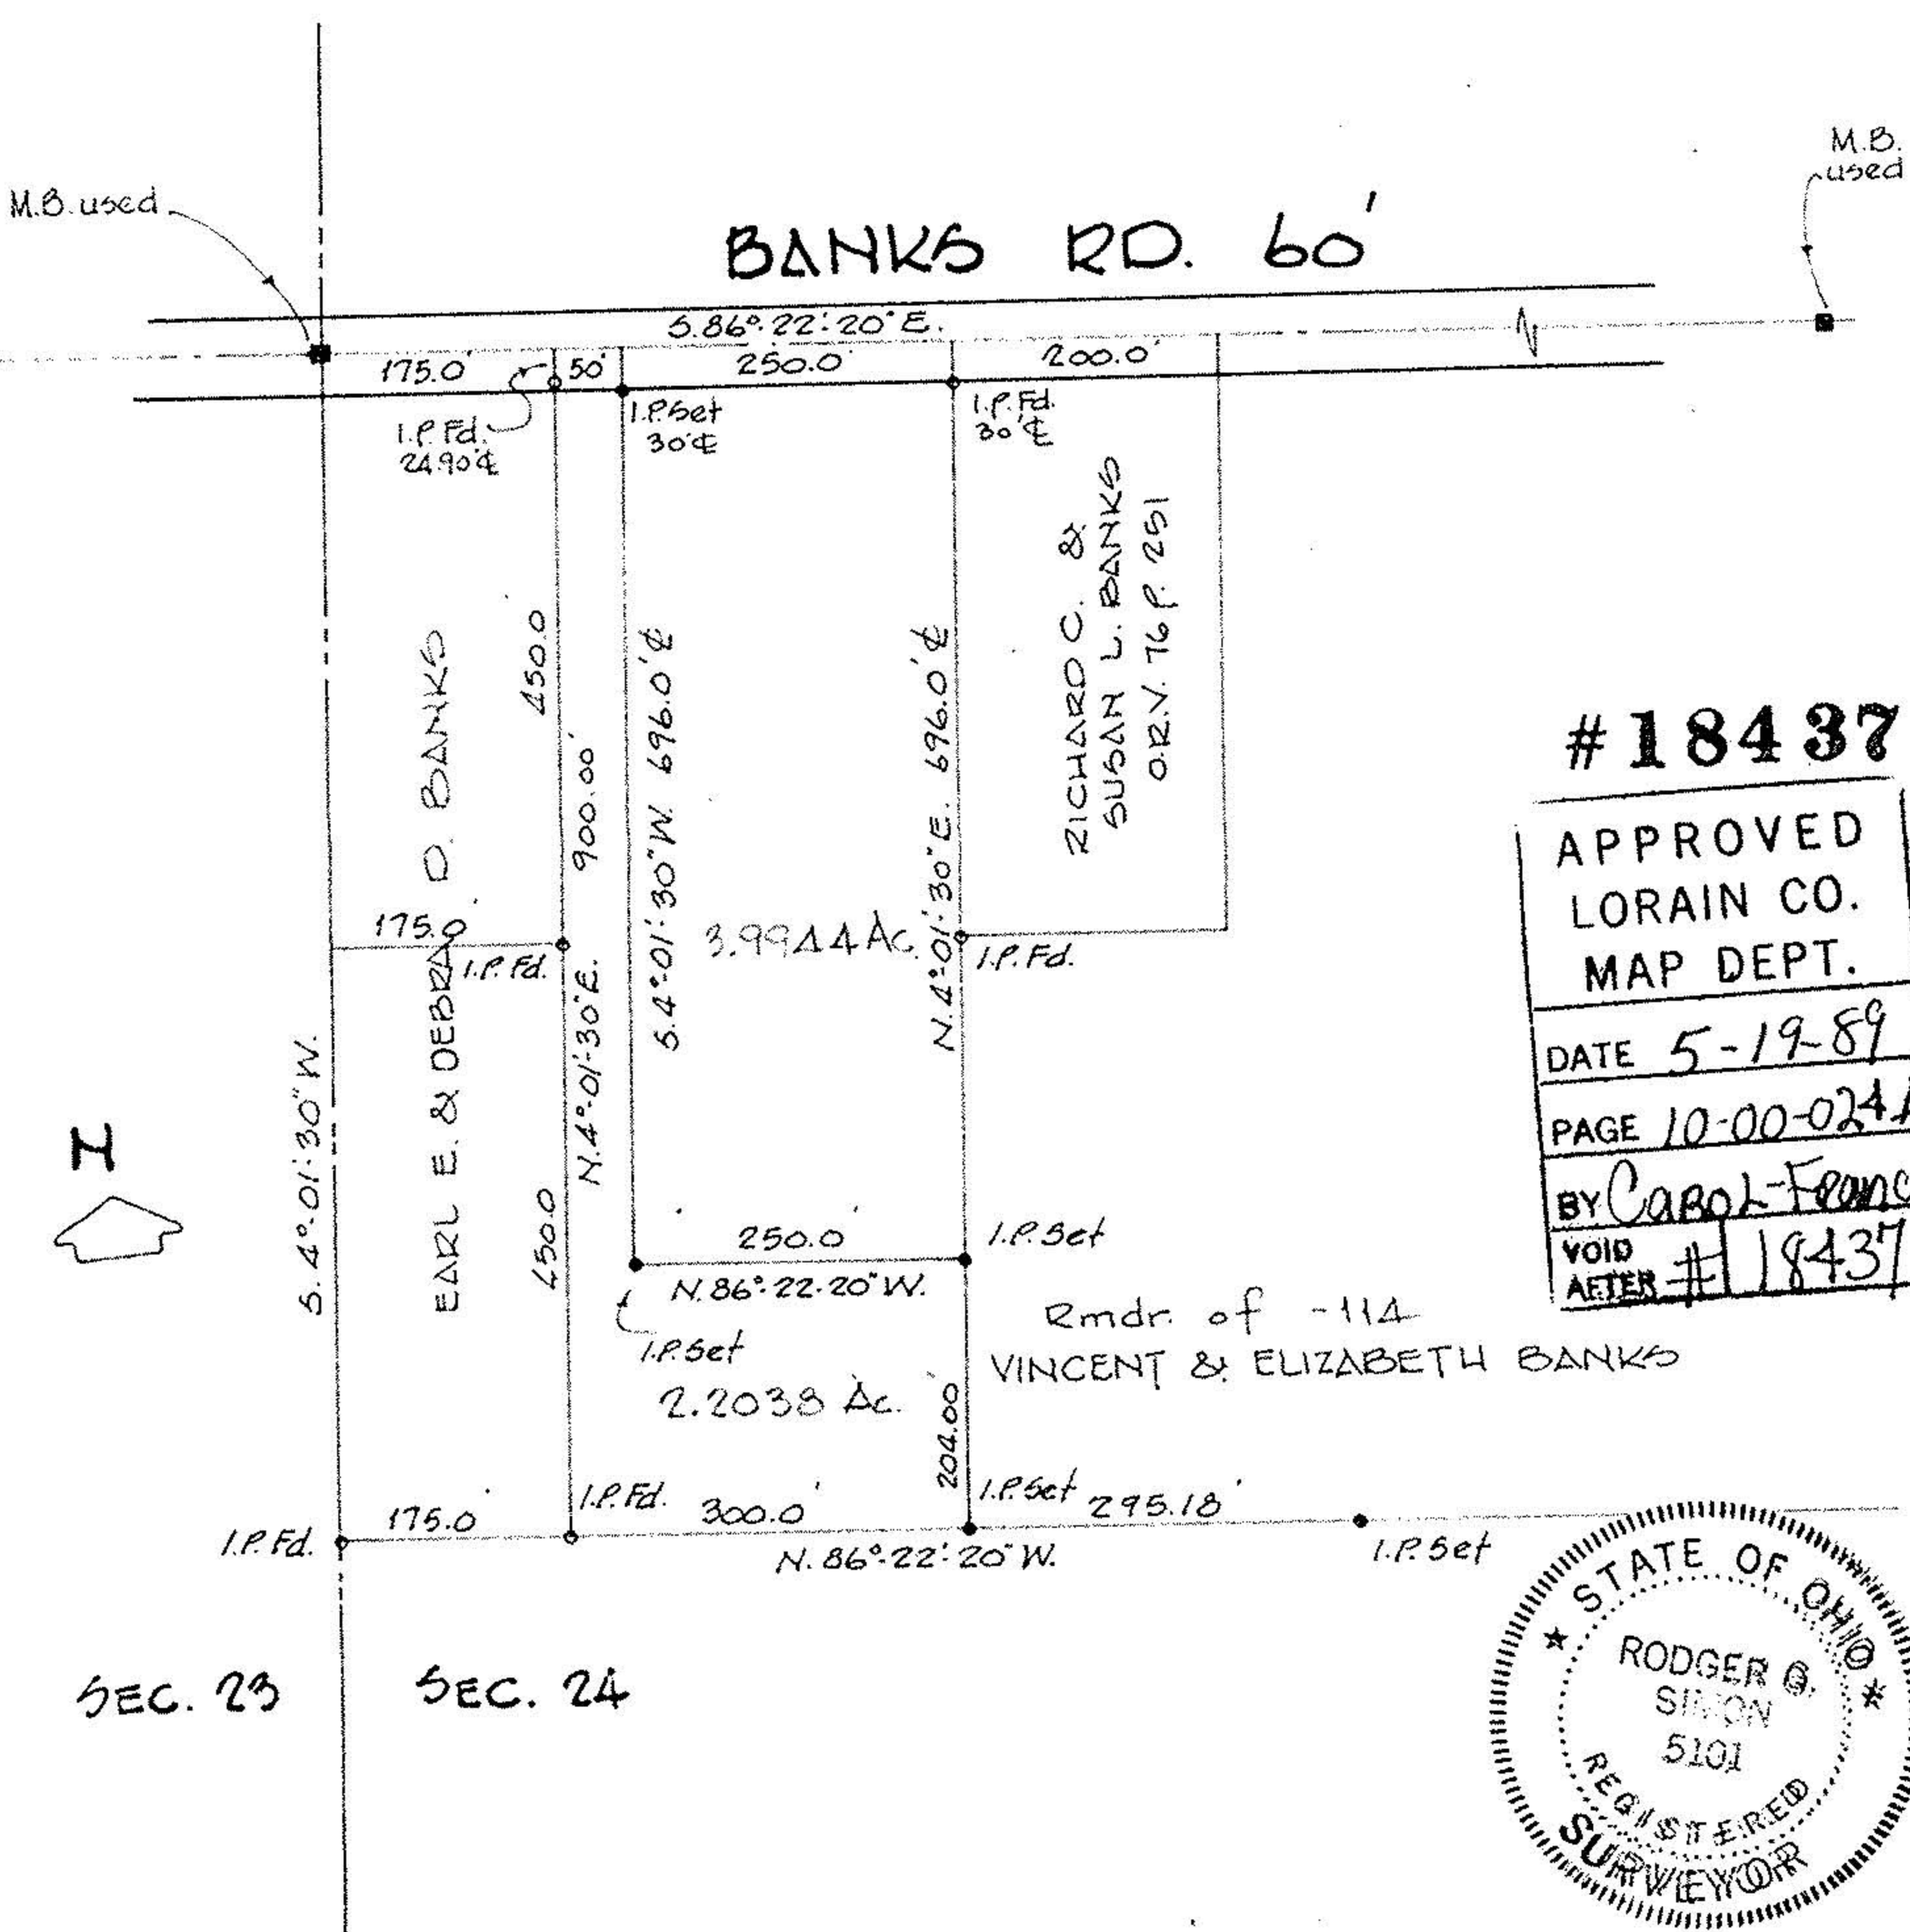 M.B. used
M.B.
used
BANKS RD. 60'
S.86°-22'-20"E.
175.0'
50'
250.0'
200.0'
I.P. Fd.
24.90'℄
I.P. Set
30'℄
I.P. Fd.
30'℄
RICHARD C. &
SUSAN L. BANKS
O.R.V. 76 P. 251
450.0
900.00'
N.4°-01'-30"E.
S.4°-01'-30"W. 696.0'℄
N.4°-01'-30"E. 696.0'℄
3.9944 Ac.
EARL E. & DEBRA D. BANKS
175.0'
I.P. Fd.
I.P. Fd.
S.4°-01'-30"W.
N
450.0
250.0'
I.P. Set
N.86°-22'-20"W.
I.P. Set
2.2038 Ac.
Rmdr. of -114
VINCENT & ELIZABETH BANKS
204.00
I.P. Fd.
175.0'
I.P. Fd.
300.0'
I.P. Set
295.18'
I.P. Set
N.86°-22'-20"W.
SEC. 23
SEC. 24
#18437
APPROVED
LORAIN CO.
MAP DEPT.
DATE 5-19-89
PAGE 10-00-024
BY CAROL
VOID
AFTER # 18437
STATE OF OHIO
RODGER G.
SIMON
5101
REGISTERED
SURVEYOR